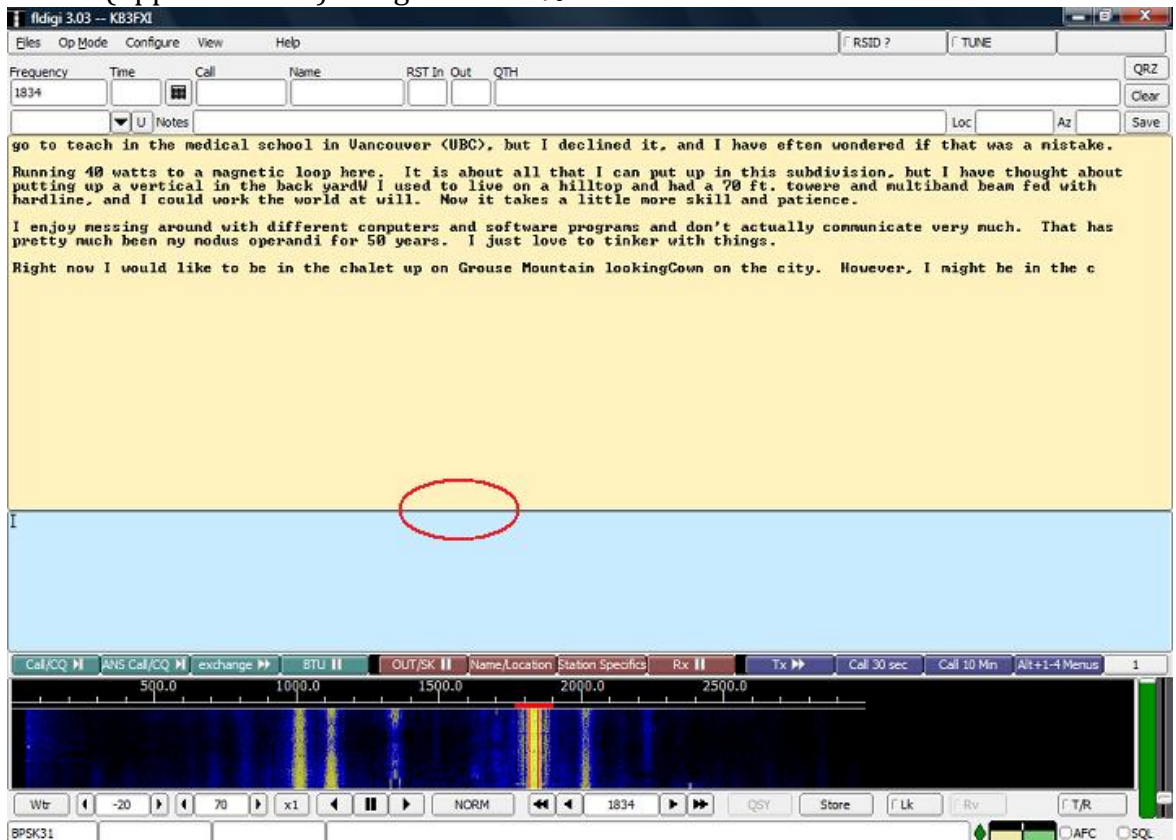 fldigi 3.03 -- KB3FXI
Files Op Mode Configure View Help RSID ? TUNE
Frequency Time Call Name RST In Out QTH QRZ
1834 Clear
U Notes Loc Az Save
go to teach in the medical school in Vancouver (UBC), but I declined it, and I have eften wondered if that was a mistake.
Running 40 watts to a magnetic loop here. It is about all that I can put up in this subdivision, but I have thought about
putting up a vertical in the back yardW I used to live on a hilltop and had a 70 ft. towere and multiband beam fed with
hardline, and I could work the world at will. Now it takes a little more skill and patience.
I enjoy messing around with different computers and software programs and don't actually communicate very much. That has
pretty much been my modus operandi for 50 years. I just love to tinker with things.
Right now I would like to be in the chalet up on Grouse Mountain lookingCown on the city. However, I might be in the c
Call/CQ ANS Call/CQ exchange BTU OUT/SK Name/Location Station Specifics Rx Tx Call 30 sec Call 10 Min Alt+1-4 Menus 1
500.0 1000.0 1500.0 2000.0 2500.0
Wtr -20 70 x1 NORM 1834 QSY Store Lk Rv T/R
BPSK31 AFC SQL